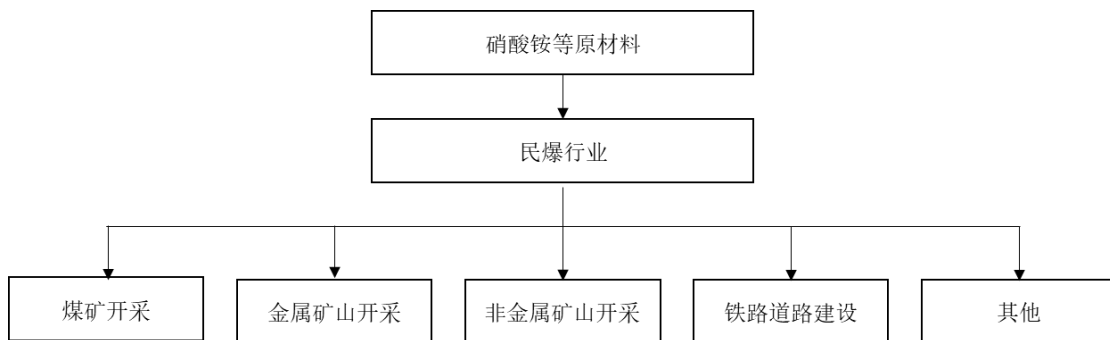 硝酸铵等原材料
民爆行业
煤矿开采
金属矿山开采
非金属矿山开采
铁路道路建设
其他